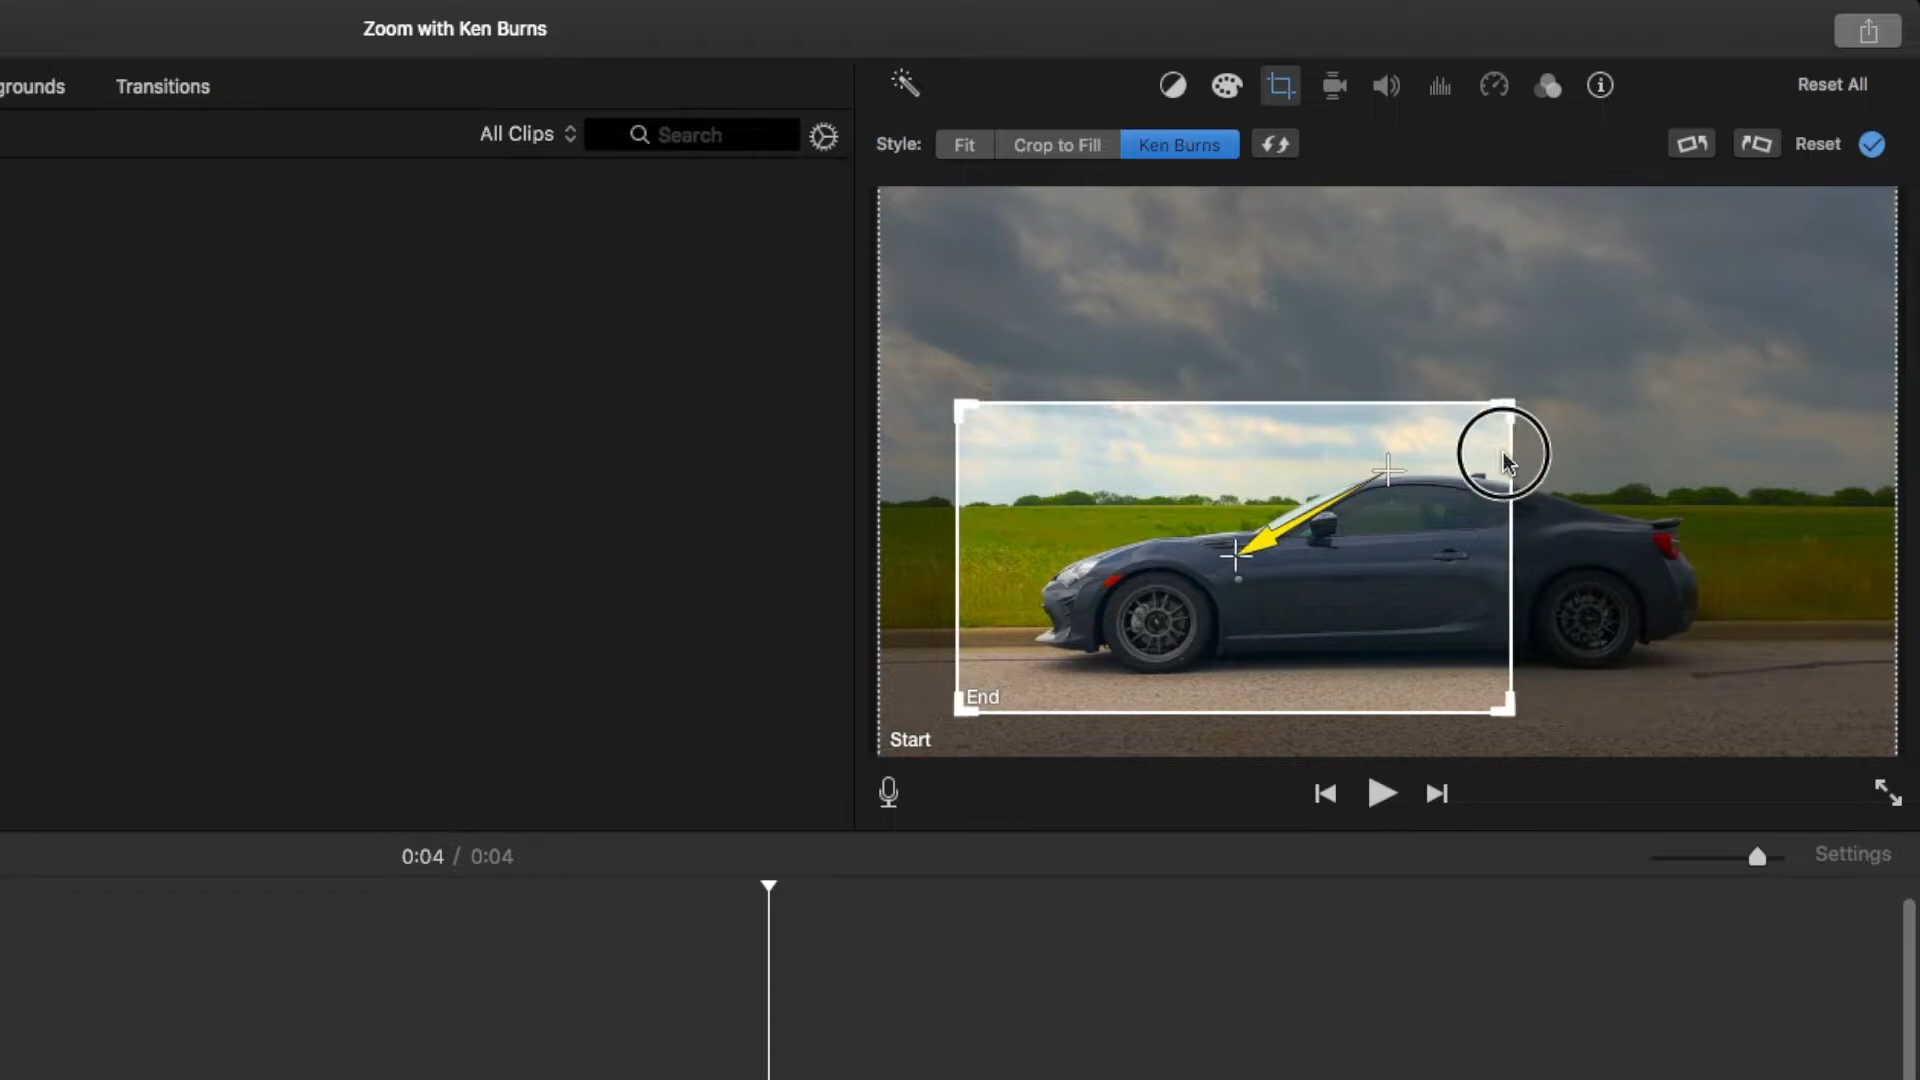 Zoom with Ken Burns
grounds Transitions
Reset All
All Clips Search
Style: Fit Crop to Fill Ken Burns Reset
End
Start
0:04 / 0:04
Settings